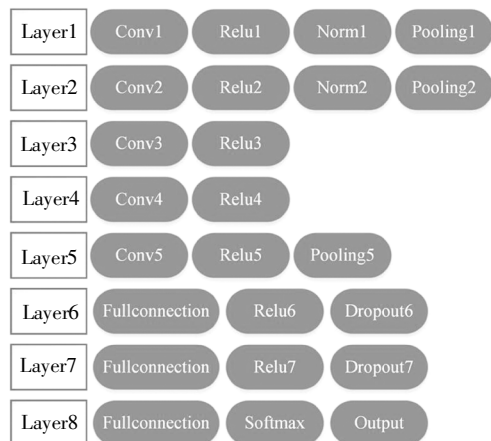 Layer1 Conv1 Relu1 Norm1 Pooling1
Layer2 Conv2 Relu2 Norm2 Pooling2
Layer3 Conv3 Relu3
Layer4 Conv4 Relu4
Layer5 Conv5 Relu5 Pooling5
Layer6 Fullconnection Relu6 Dropout6
Layer7 Fullconnection Relu7 Dropout7
Layer8 Fullconnection Softmax Output